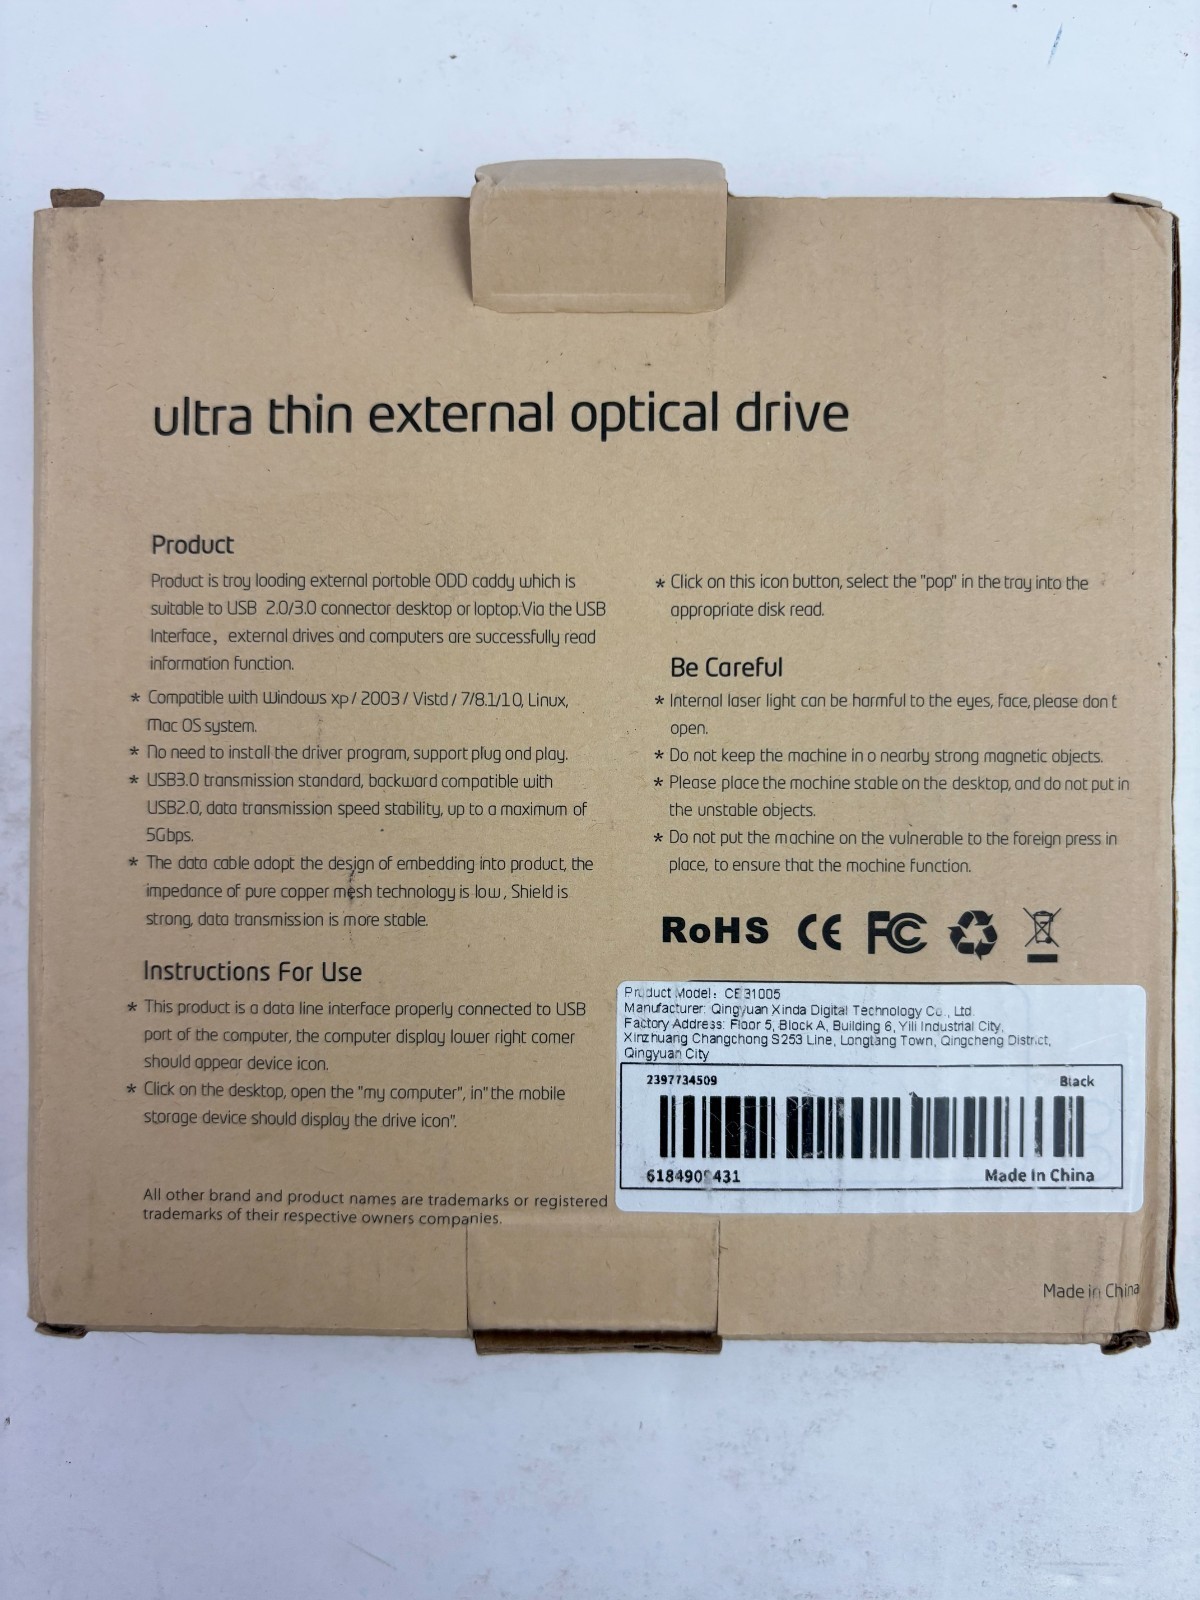 ultra thin external optical drive
Product
Product is troy looding external portable ODD coddy which is
suitable to USB 2.0/3.0 connector desktop or loptop.Via the USB
Interface, external drives and computers are successfully read
information function.
* Compatible with Windows xp / 2003 / Vistd / 7/8.1/1 0, Linux,
Mac OS system.
* No need to install the driver program, support plug ond play.
* USB3.0 transmission standard, backward compatible with
USB2.0, data transmission speed stability, up to a maximum of
5Gbps.
* The data cable adopt the design of embedding into product, the
impedance of pure copper mesh technology is low , Shield is
strong, data transmission is more stable.
Instructions For Use
* This product is a data line interface properly connected to USB
port of the computer, the computer display lower right comer
should appear device icon.
* Click on the desktop, open the "my computer", in" the mobile
storage device should display the drive icon".
All other brand and product names are trademarks or registered
trademarks of their respective owners companies.
* Click on this icon button, select the "pop" in the tray into the
appropriate disk read.
Be Careful
* Internal laser light can be harmful to the eyes, face, please don t
open.
* Do not keep the machine in o nearby strong magnetic objects.
* Please place the mochine stable on the desktop, and do not put in
the unstable objects.
* Do not put the machine on the vulnerable to the foreign press in
place, to ensure that the mochine function.
RoHS CE FC
Product Model: CE31005
Manufacturer: Qingyuan Xinda Digital Technology Co., Ltd.
Factory Address: Floor 5, Block A, Building 6, Yili Industrial City,
Xinzhuang Changchong S253 Line, Longtang Town, Qingcheng District,
Qingyuan City
2397734509 Black
Made In China
Made in China